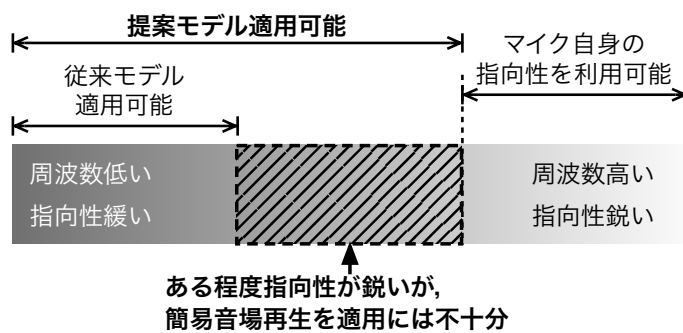 提案モデル適用可能
マイク自身の
指向性を利用可能
従来モデル
適用可能
周波数低い
指向性緩い
周波数高い
指向性鋭い
ある程度指向性が鋭いが,
簡易音場再生を適用には不十分